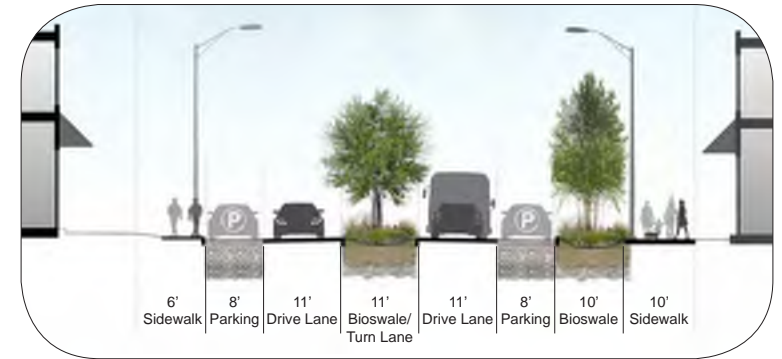 P
P
6'
Sidewalk
8'
Parking
11'
Drive Lane
11'
Bioswale/
Turn Lane
11'
Drive Lane
8'
Parking
10'
Bioswale
10'
Sidewalk